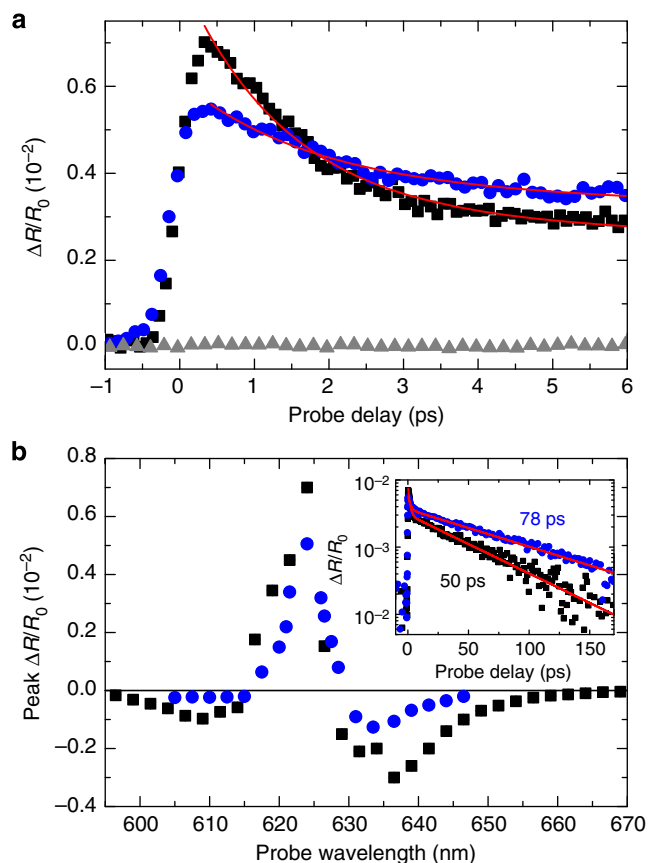 a
0.6
0.4
0.2
0.0
ΔR/R₀ (10⁻²)
−1 0 1 2 3 4 5 6
Probe delay (ps)
b
0.8
0.6
0.4
0.2
0.0
−0.2
−0.4
Peak ΔR/R₀ (10⁻²)
600 610 620 630 640 650 660 670
Probe wavelength (nm)
10⁻²
10⁻³
10⁻²
ΔR/R₀
78 ps
50 ps
0 25 50 75 100 125 150
Probe delay (ps)